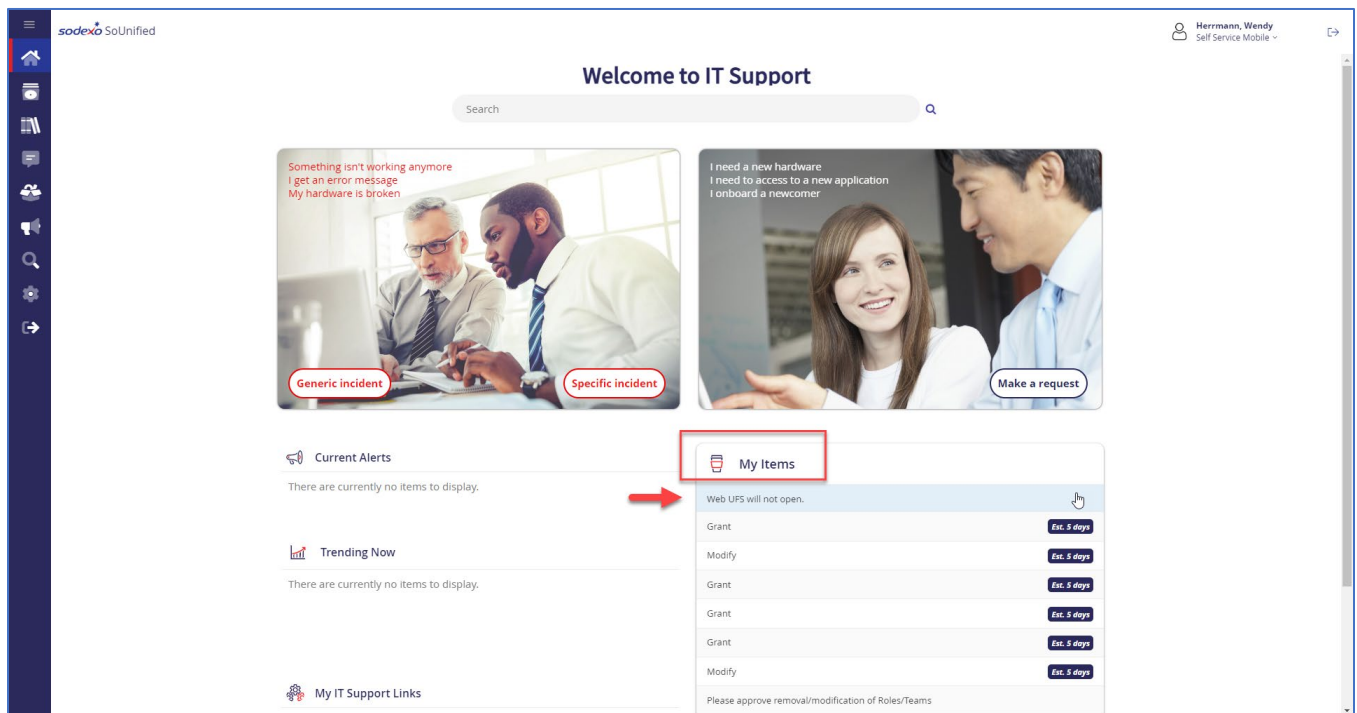 sodexo SoUnified
Herrmann, Wendy
Self Service Mobile
Welcome to IT Support
Search
Something isn't working anymore
I get an error message
My hardware is broken
Generic incident
Specific incident
I need a new hardware
I need to access to a new application
I onboard a newcomer
Make a request
Current Alerts
There are currently no items to display.
Trending Now
There are currently no items to display.
My IT Support Links
My Items
Web UFS will not open.
Grant Est. 5 days
Modify Est. 5 days
Grant Est. 5 days
Grant Est. 5 days
Grant Est. 5 days
Modify Est. 5 days
Please approve removal/modification of Roles/Teams